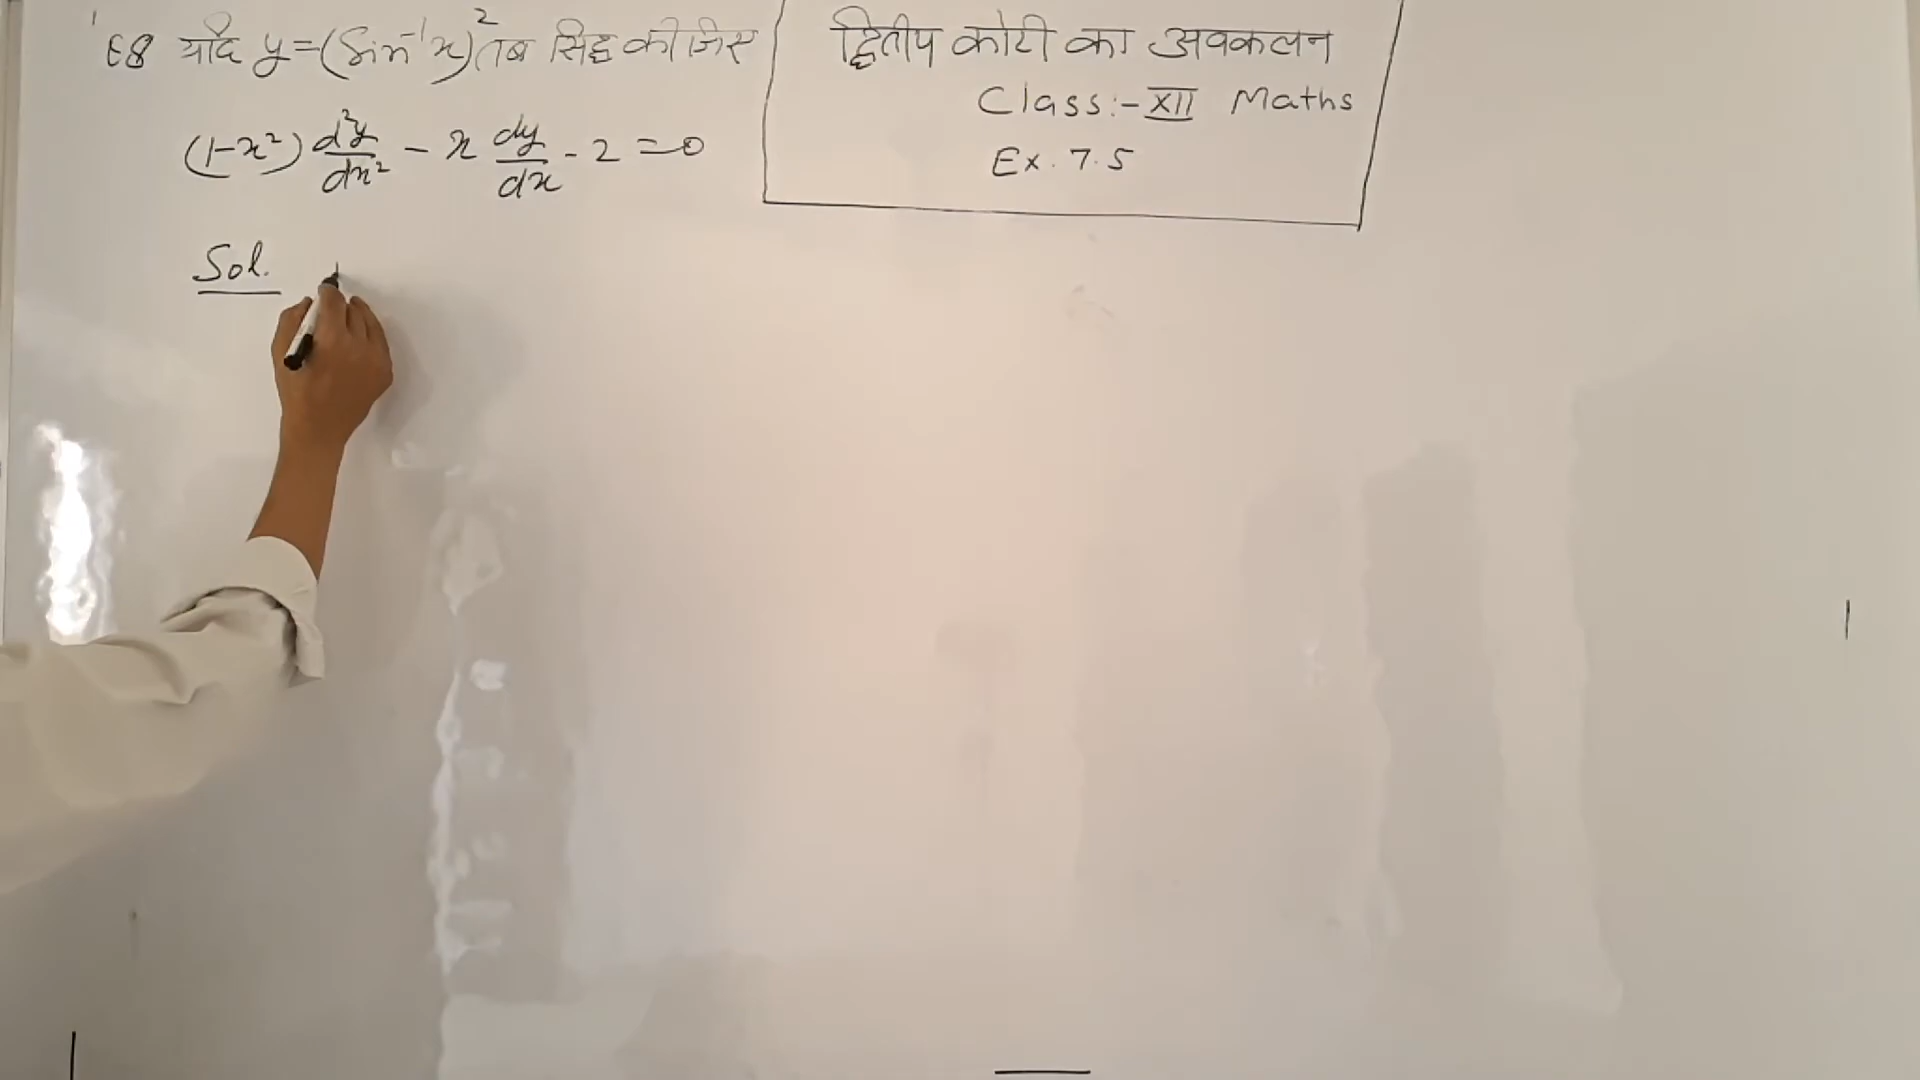 E8 यदि y=(Sin⁻¹x)² तब सिद्ध कीजिए
(1-x²) d²y/dx² - x dy/dx - 2 = 0
Sol.
द्वितीय कोटी का अवकलन
Class:- XII Maths
Ex. 7.5